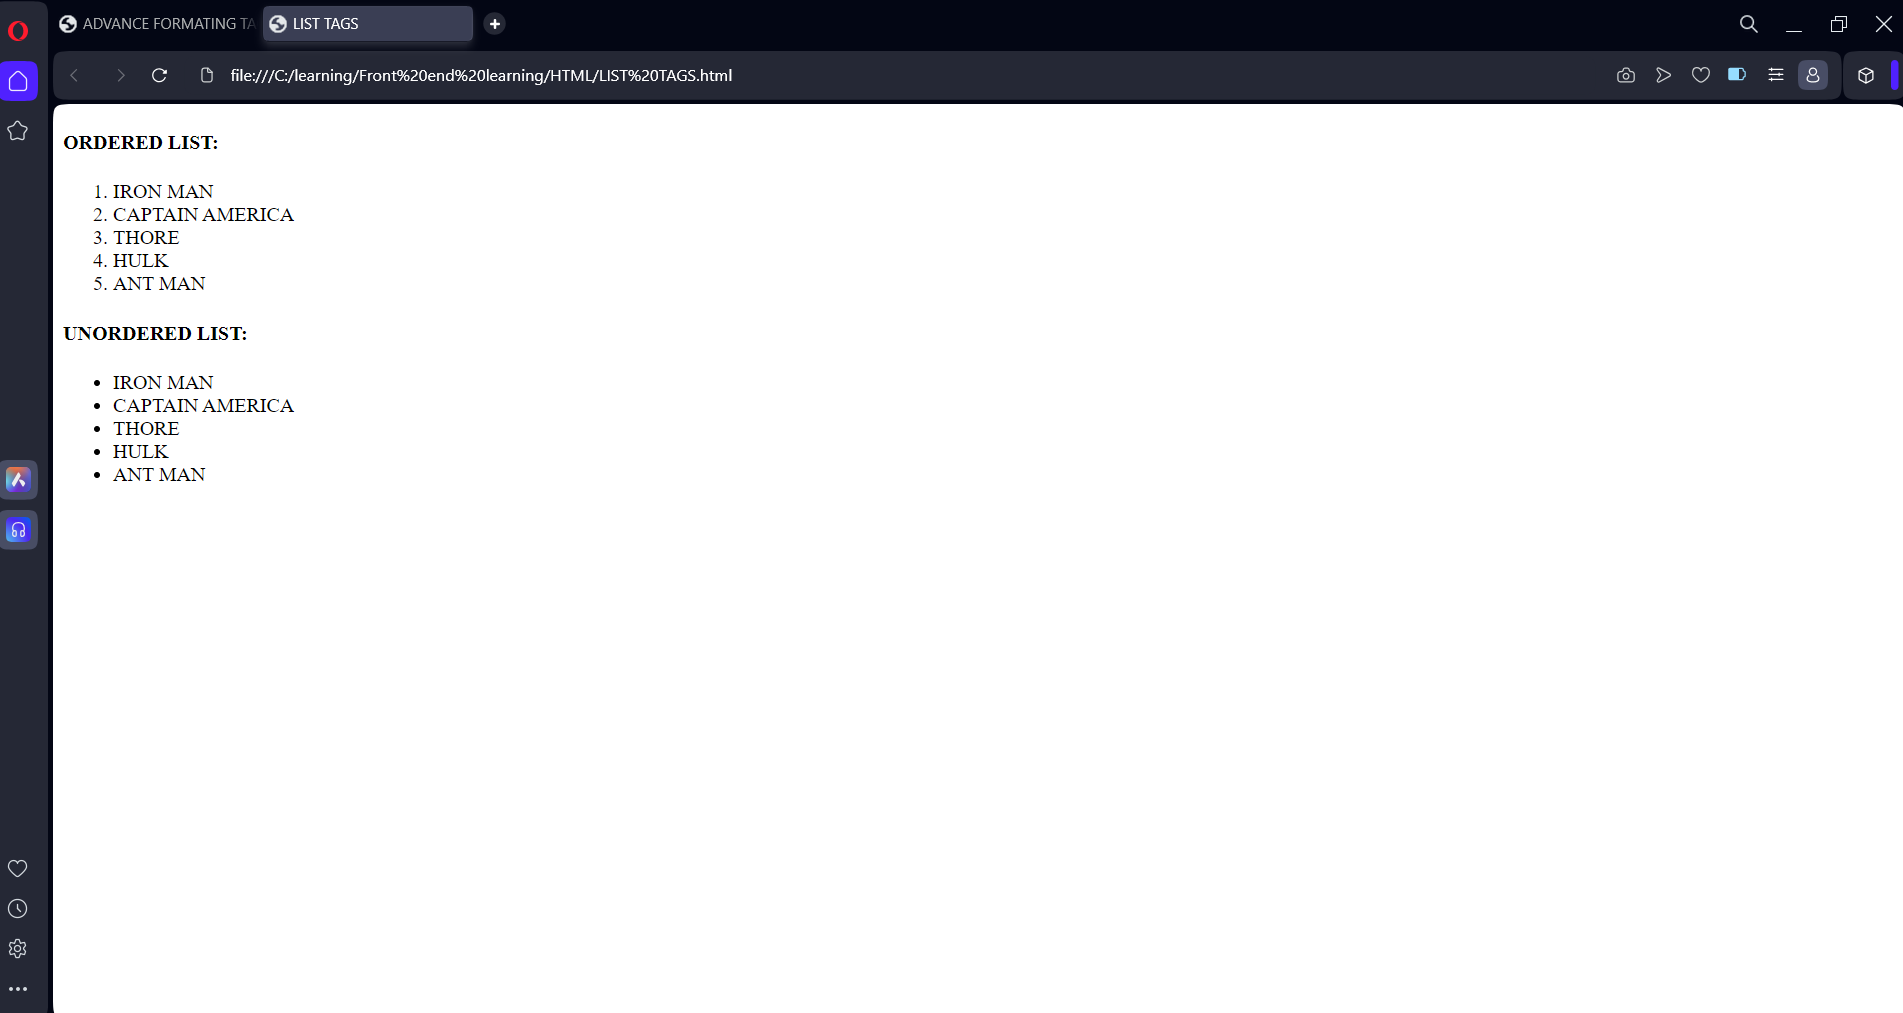 ADVANCE FORMATING TA
LIST TAGS
file:///C:/learning/Front%20end%20learning/HTML/LIST%20TAGS.html
ORDERED LIST:
1. IRON MAN
2. CAPTAIN AMERICA
3. THORE
4. HULK
5. ANT MAN
UNORDERED LIST:
• IRON MAN
• CAPTAIN AMERICA
• THORE
• HULK
• ANT MAN